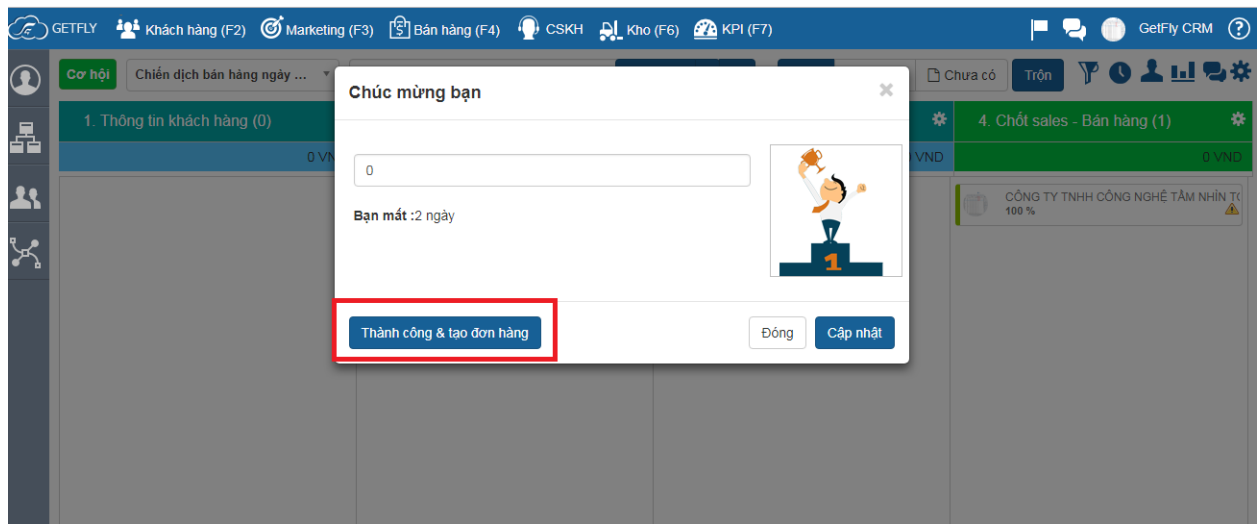 GETFLY Khách hàng (F2) Marketing (F3) Bán hàng (F4) CSKH Kho (F6) KPI (F7) GetFly CRM
Cơ hội Chiến dịch bán hàng ngày ... Chưa có Trộn
Chúc mừng bạn
1. Thông tin khách hàng (0) 4. Chốt sales - Bán hàng (1)
0 VN VND 0 VND
0
Bạn mất :2 ngày
1
CÔNG TY TNHH CÔNG NGHỆ TẦM NHÌN
100 %
Thành công & tạo đơn hàng Đóng Cập nhật